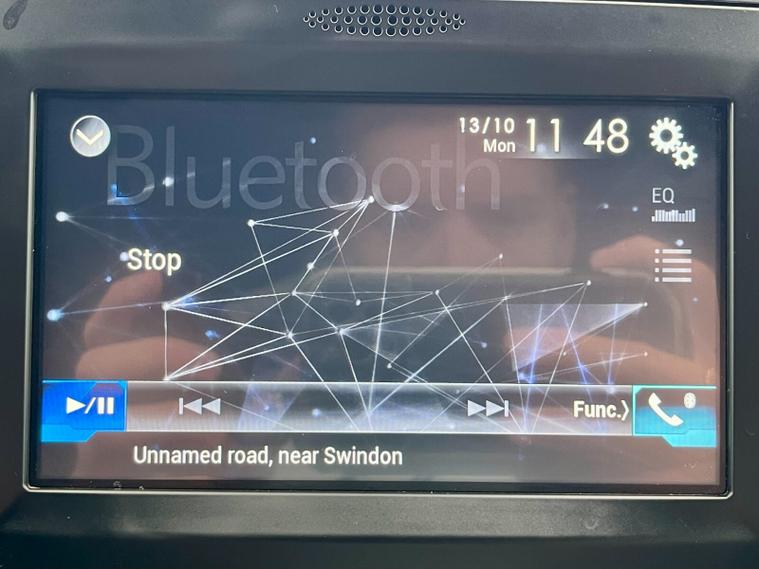 Bluetooth
13/10
Mon
11 48
EQ
Stop
Func.
Unnamed road, near Swindon